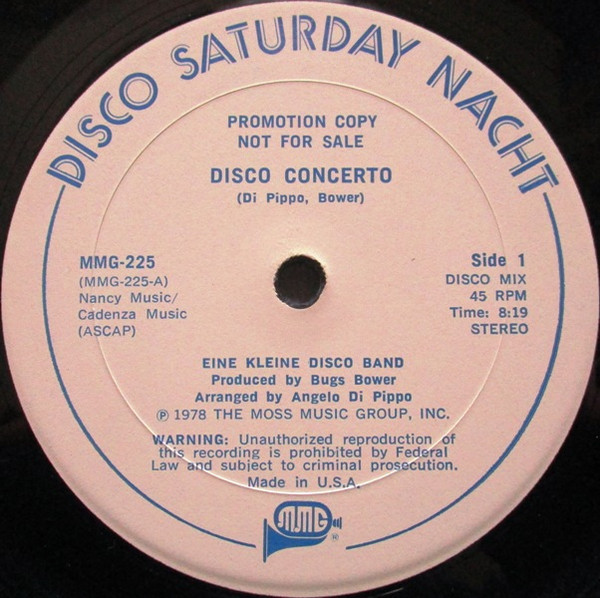 DISCO SATURDAY NACHT
PROMOTION COPY
NOT FOR SALE
DISCO CONCERTO
(Di Pippo, Bower)
MMG-225
(MMG-225-A)
Nancy Music/
Cadenza Music
(ASCAP)
Side 1
DISCO MIX
45 RPM
Time: 8:19
STEREO
EINE KLEINE DISCO BAND
Produced by Bugs Bower
Arranged by Angelo Di Pippo
℗ 1978 THE MOSS MUSIC GROUP, INC.
WARNING: Unauthorized reproduction of
this recording is prohibited by Federal
Law and subject to criminal prosecution.
Made in U.S.A.
MMG ®